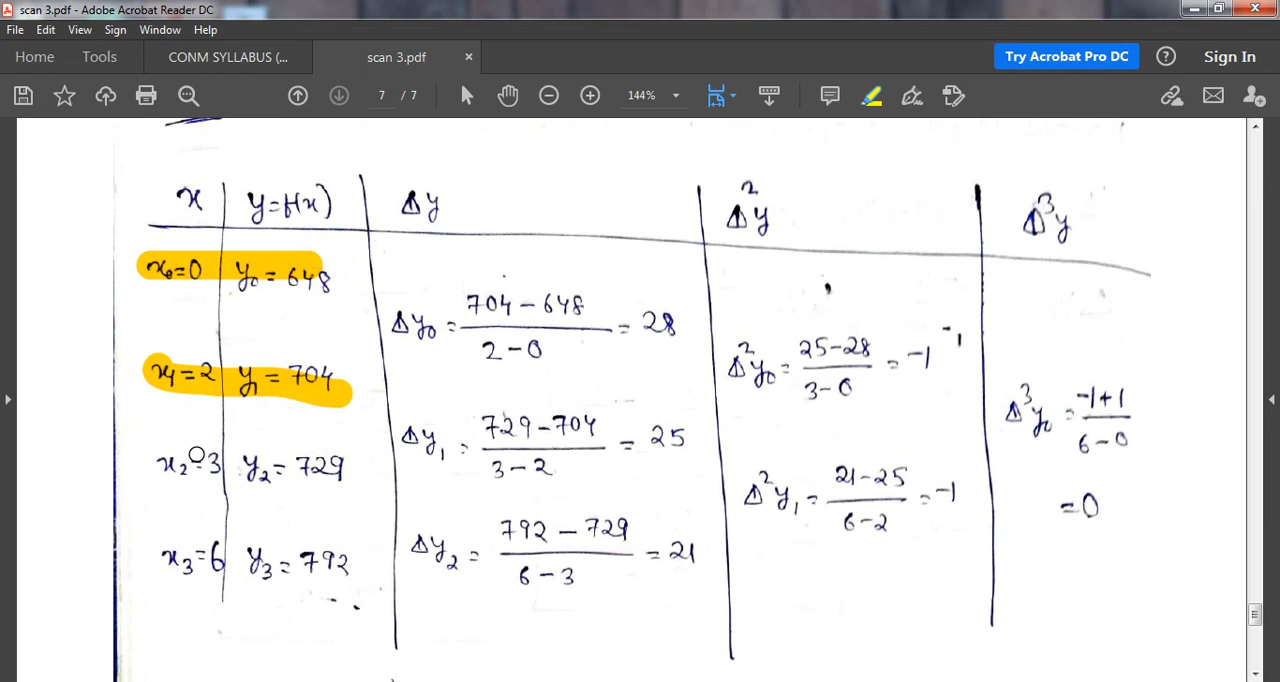 scan 3.pdf - Adobe Acrobat Reader DC
File Edit View Sign Window Help
Home Tools CONM SYLLABUS (... scan 3.pdf × Try Acrobat Pro DC Sign In
7 / 7 144%
x y=f(x) Δy Δ²y Δ³y
x₀=0 y₀ = 648
Δy₀ = (704 - 648)/(2 - 0) = 28
Δ²y₀ = (25-28)/(3-0) = -1 -1
x₁=2 y₁ = 704
Δ³y₀ = (-1+1)/(6-0)
= 0
Δy₁ = (729-704)/(3-2) = 25
x₂=3 y₂ = 729
Δ²y₁ = (21-25)/(6-2) = -1
x₃=6 y₃ = 792
Δy₂ = (792 - 729)/(6-3) = 21